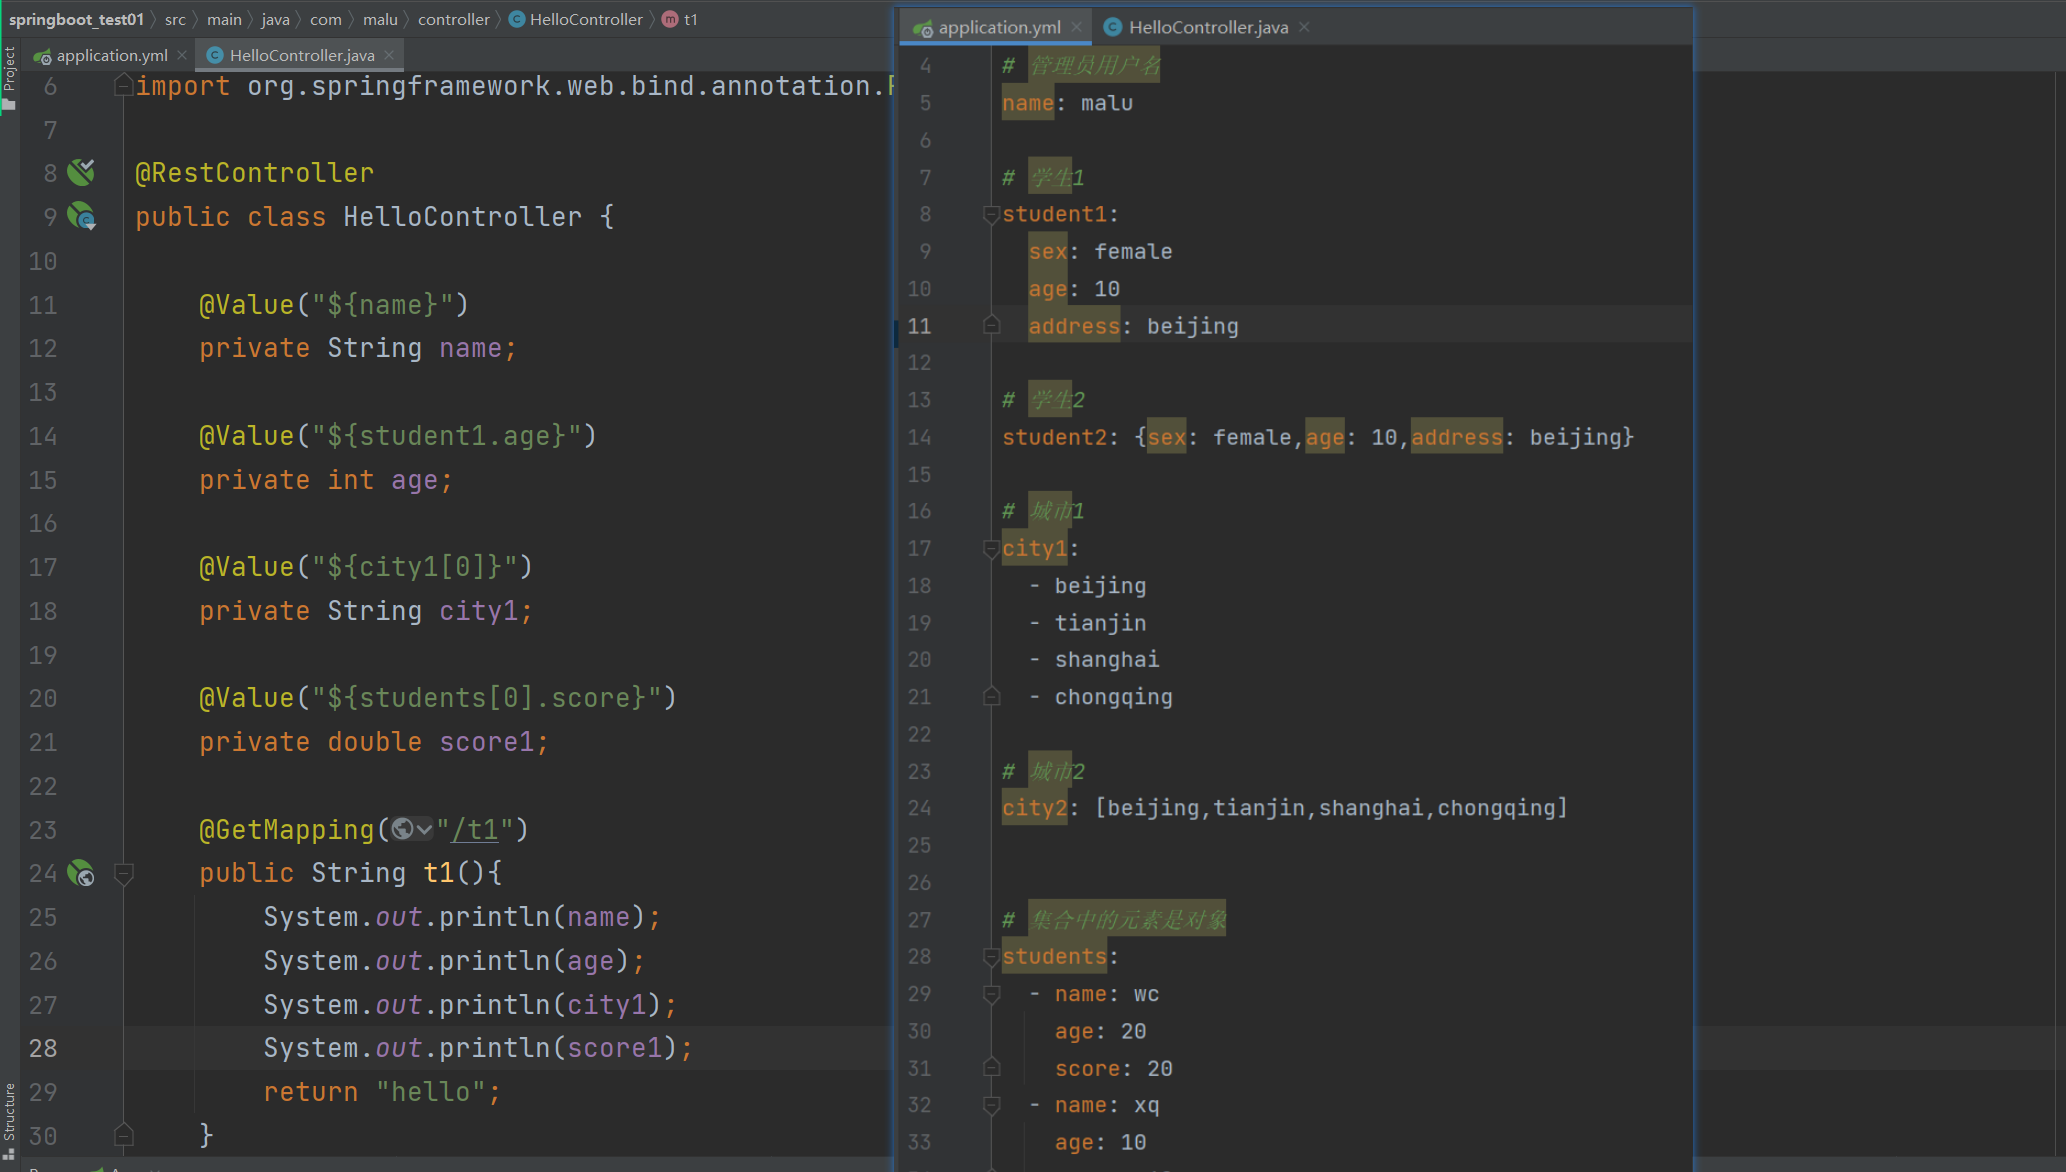 springboot_test01 〉 src 〉 main 〉 java 〉 com 〉 malu 〉 controller 〉 HelloController 〉 t1
application.yml
HelloController.java
Project
Structure
6 import org.springframework.web.bind.annotation.
7
8 @RestController
9 public class HelloController {
10
11 @Value("${name}")
12 private String name;
13
14 @Value("${student1.age}")
15 private int age;
16
17 @Value("${city1[0]}")
18 private String city1;
19
20 @Value("${students[0].score}")
21 private double score1;
22
23 @GetMapping("/t1")
24 public String t1(){
25 System.out.println(name);
26 System.out.println(age);
27 System.out.println(city1);
28 System.out.println(score1);
29 return "hello";
30 }
application.yml
HelloController.java
4 # 管理员用户名
5 name: malu
6
7 # 学生1
8 student1:
9 sex: female
10 age: 10
11 address: beijing
12
13 # 学生2
14 student2: {sex: female,age: 10,address: beijing}
15
16 # 城市1
17 city1:
18 - beijing
19 - tianjin
20 - shanghai
21 - chongqing
22
23 # 城市2
24 city2: [beijing,tianjin,shanghai,chongqing]
25
26
27 # 集合中的元素是对象
28 students:
29 - name: wc
30 age: 20
31 score: 20
32 - name: xq
33 age: 10